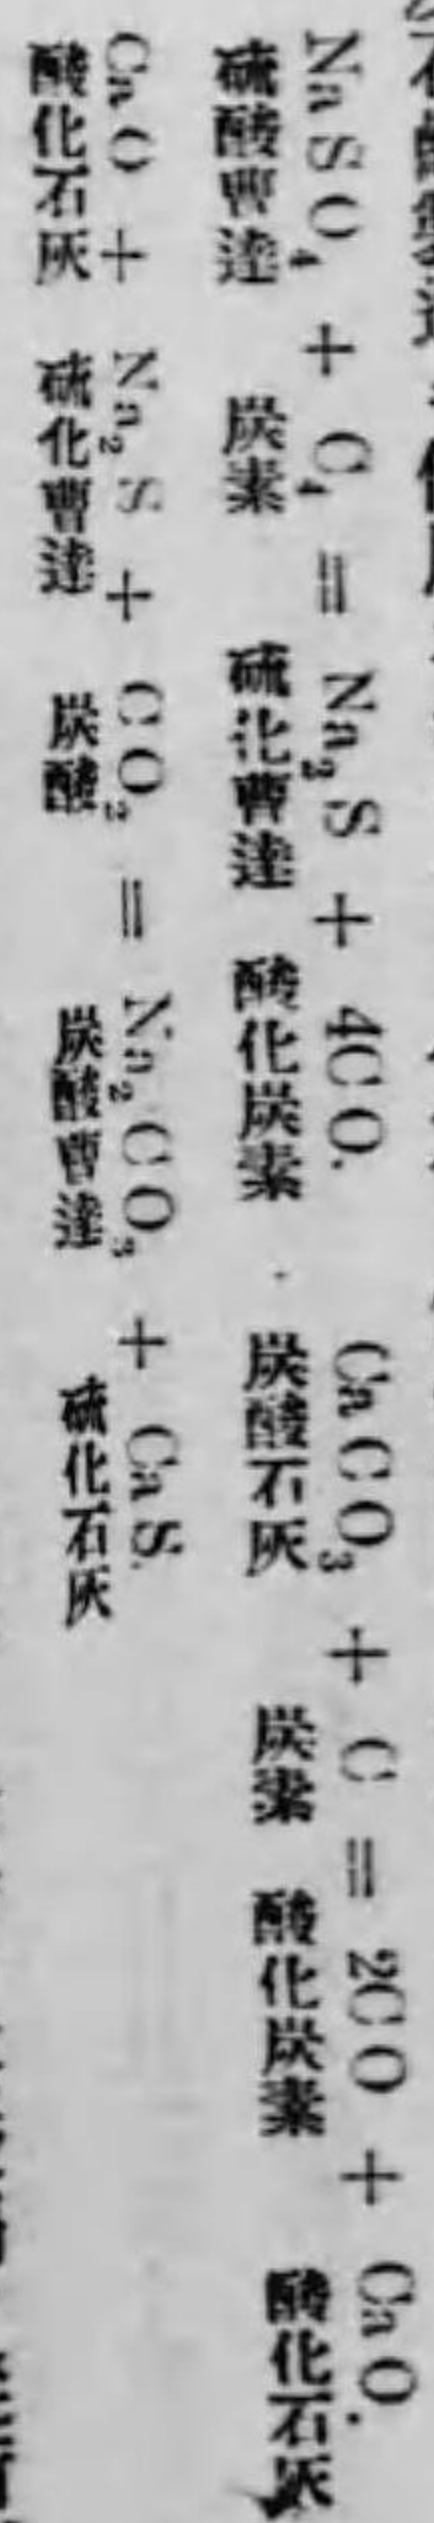 NaSO₄ + C₄ = Na₂S + 4CO. CaCO₃ + C = 2CO + CaO.
硫酸曹達 炭素 硫化曹達 酸化炭素 炭酸石灰 炭素 酸化炭素 酸化石灰
CaO + Na₂S + CO₂ = Na₂CO₃ + CaS.
酸化石灰 硫化曹達 炭酸 炭酸曹達 硫化石灰